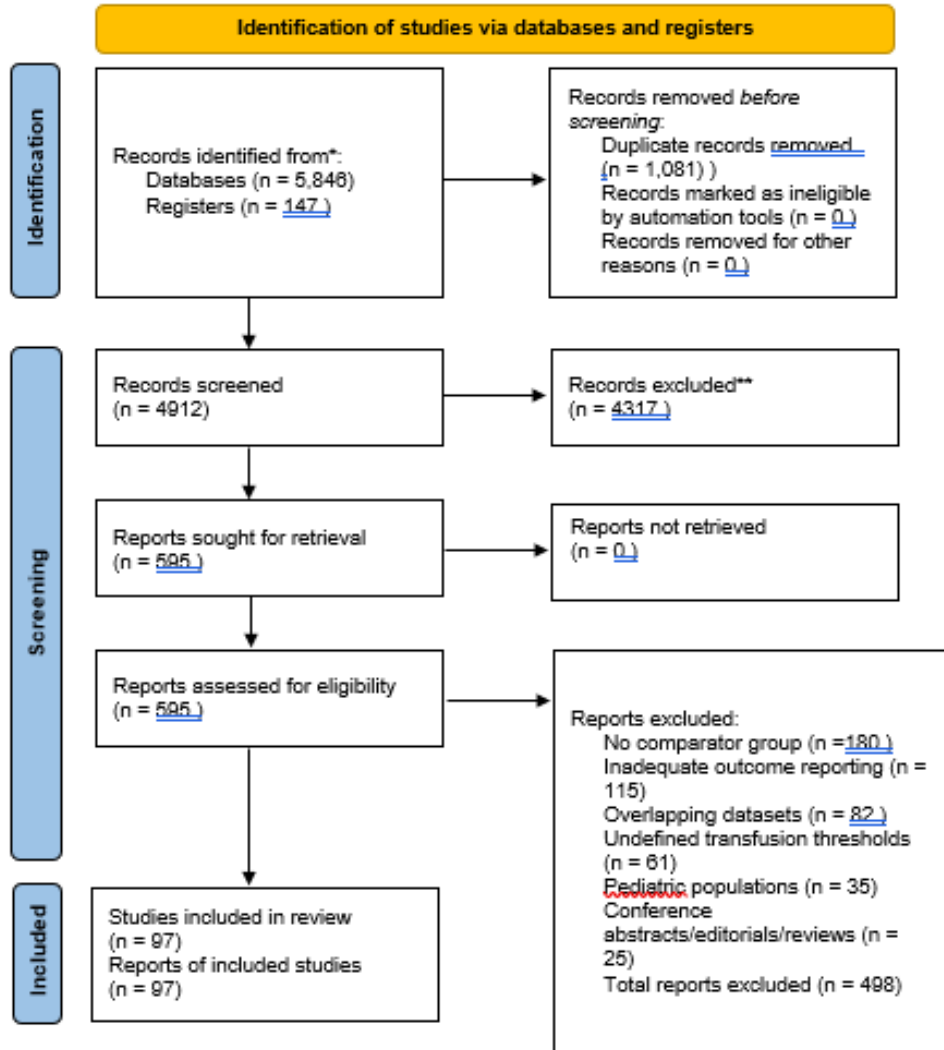 Identification of studies via databases and registers
Identification
Records identified from*:
Databases (n = 5,846)
Registers (n = 147 )
Records removed before
screening:
Duplicate records removed
(n = 1,081) )
Records marked as ineligible
by automation tools (n = 0 )
Records removed for other
reasons (n = 0 )
Screening
Records screened
(n = 4912)
Records excluded**
(n = 4317 )
Reports sought for retrieval
(n = 595 )
Reports not retrieved
(n = 0 )
Reports assessed for eligibility
(n = 595 )
Reports excluded:
No comparator group (n =180 )
Inadequate outcome reporting (n =
115)
Overlapping datasets (n = 82 )
Undefined transfusion thresholds
(n = 61)
Pediatric populations (n = 35)
Conference
abstracts/editorials/reviews (n =
25)
Total reports excluded (n = 498)
Included
Studies included in review
(n = 97)
Reports of included studies
(n = 97)